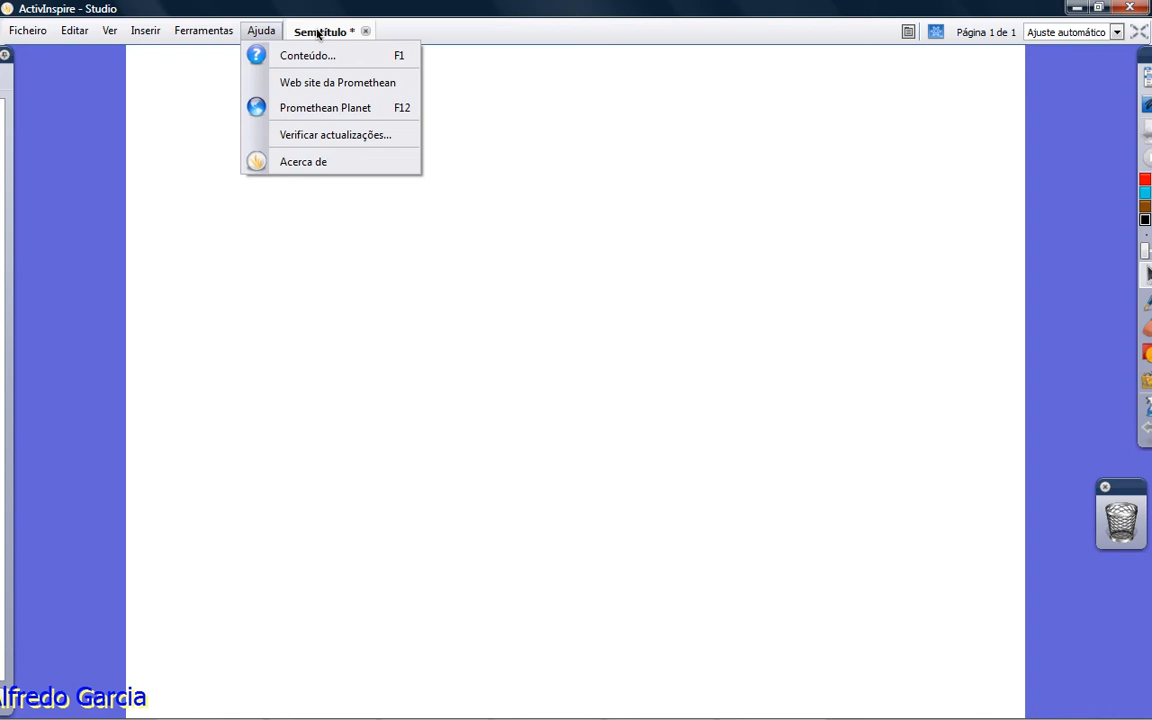 ActivInspire - Studio
Ficheiro Editar Ver Inserir Ferramentas Ajuda Sem título * Página 1 de 1 Ajuste automático
Conteúdo... F1
Web site da Promethean
Promethean Planet F12
Verificar actualizações...
Acerca de
lfredo Garcia